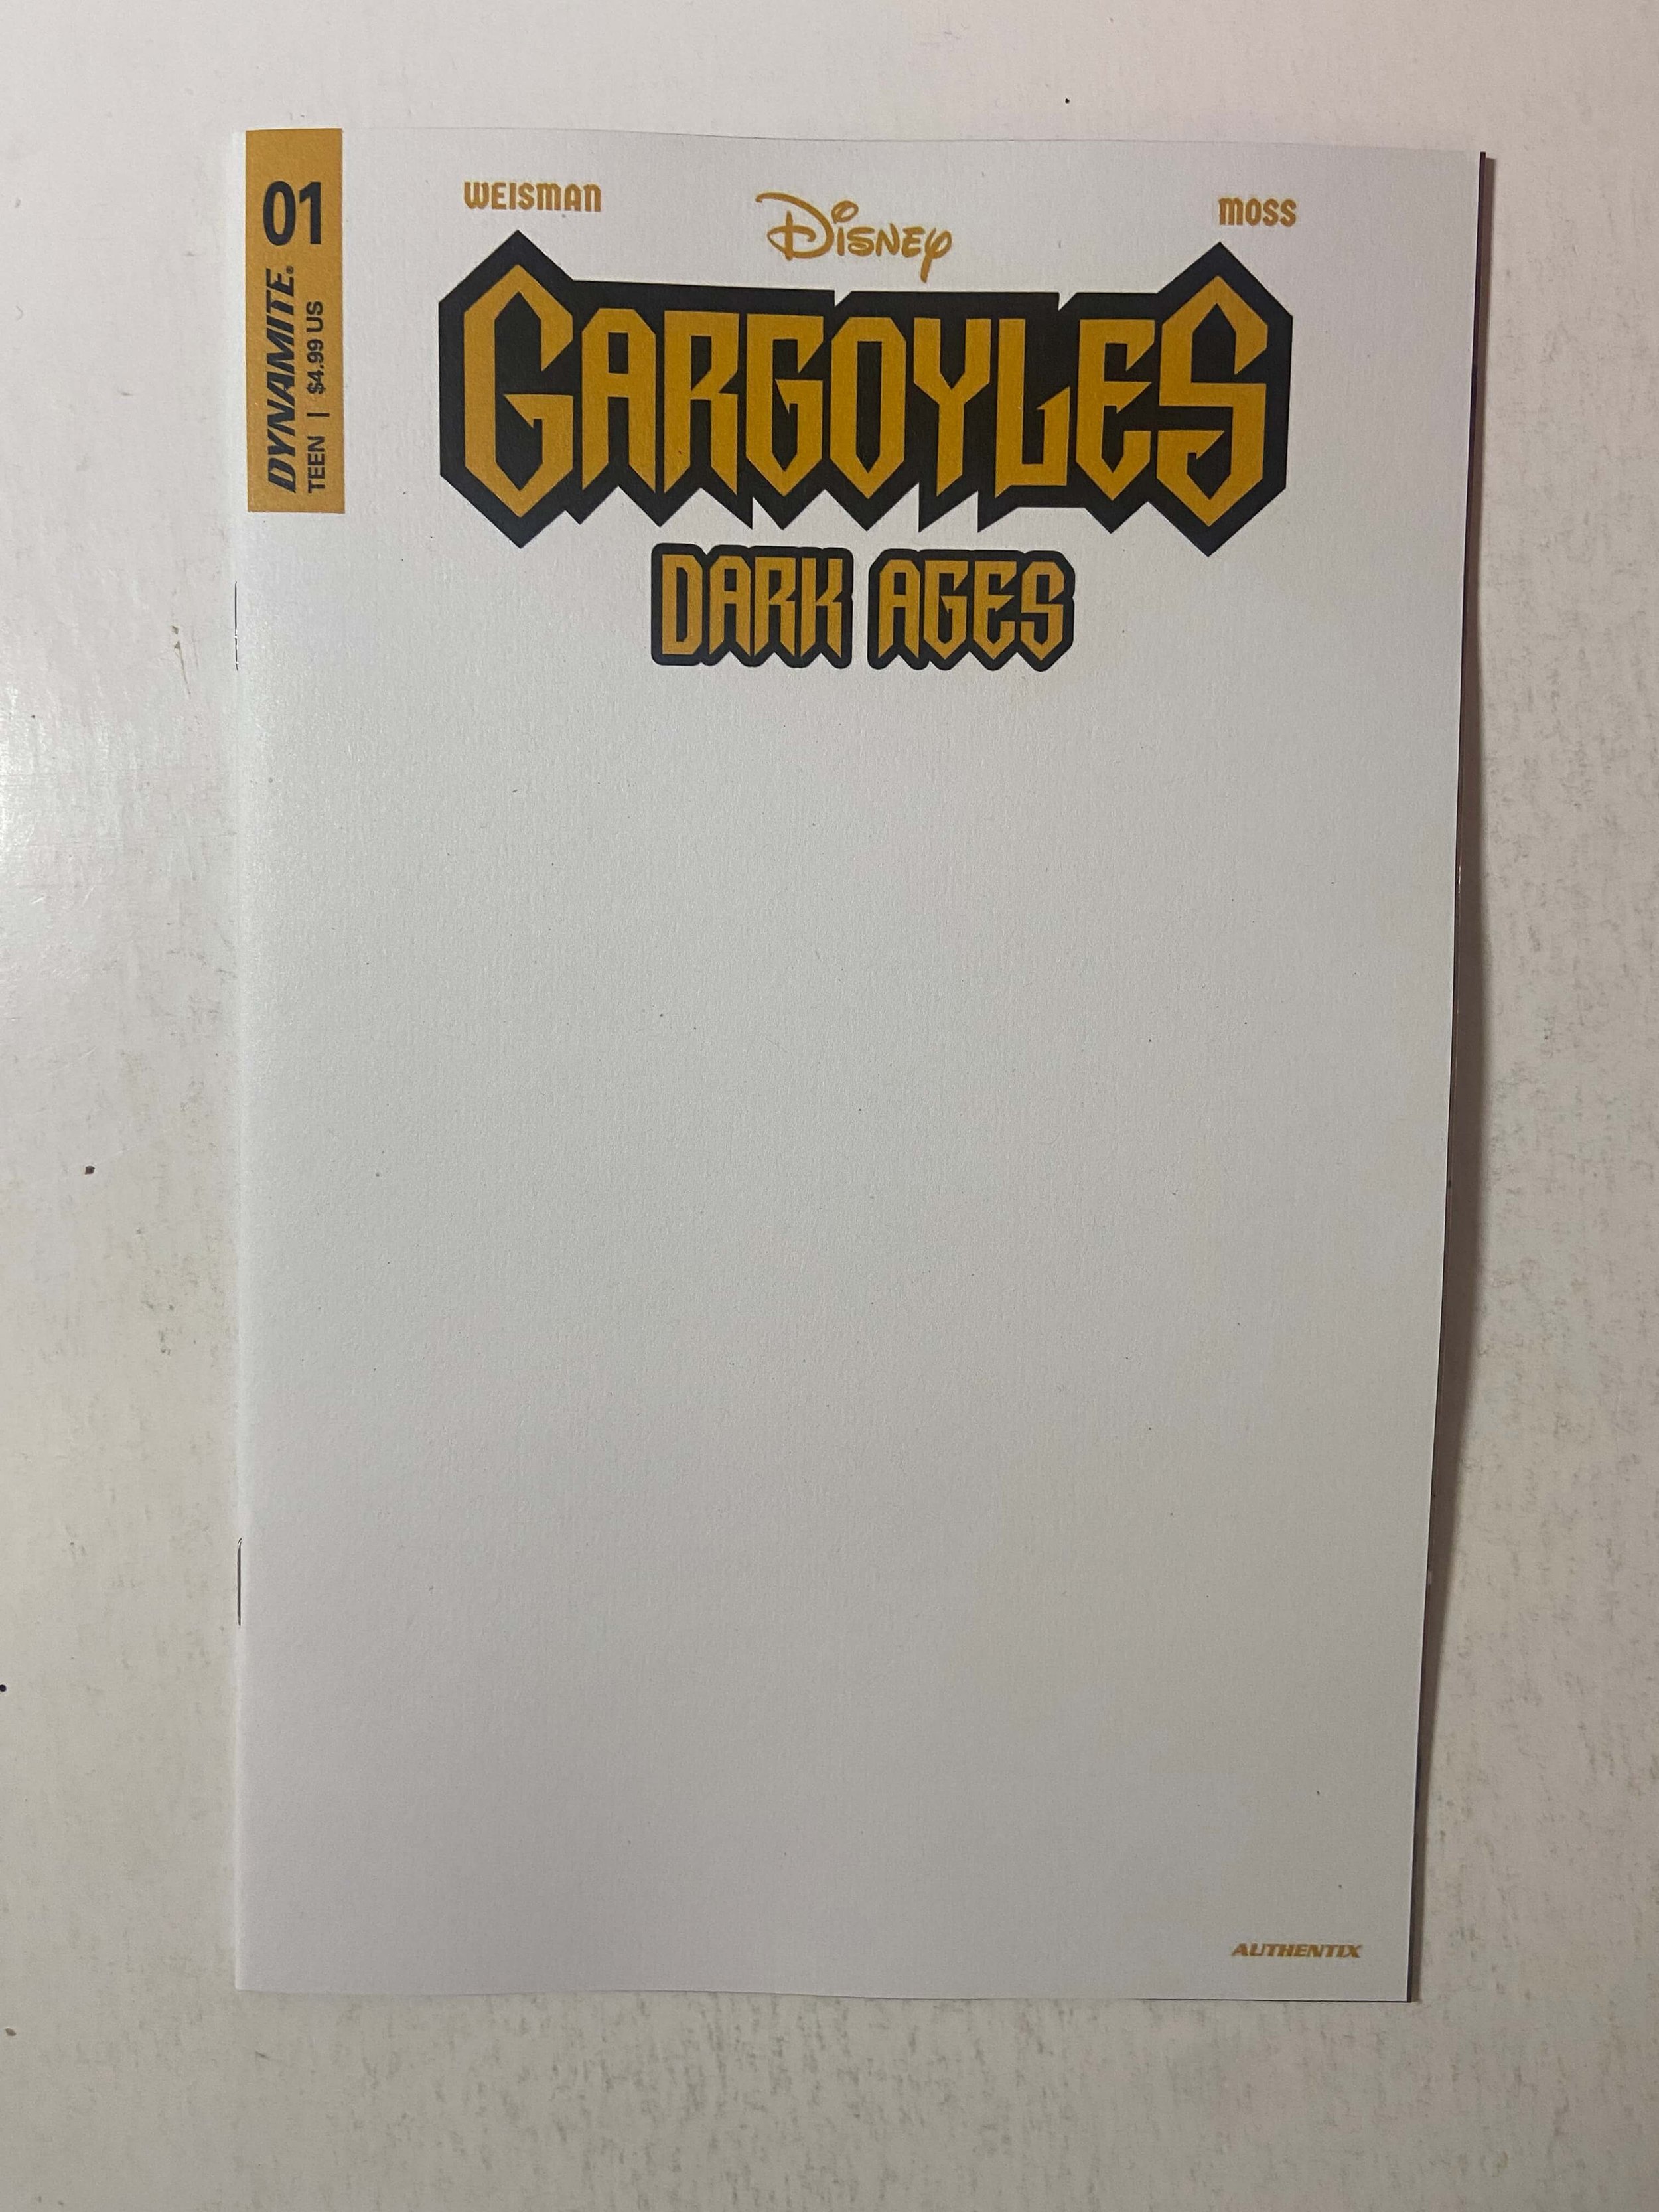 01
DYNAMITE®
TEEN | $4.99 US
WEISMAN
DISNEY
MOSS
GARGOYLES
DARK AGES
AUTHENTIX